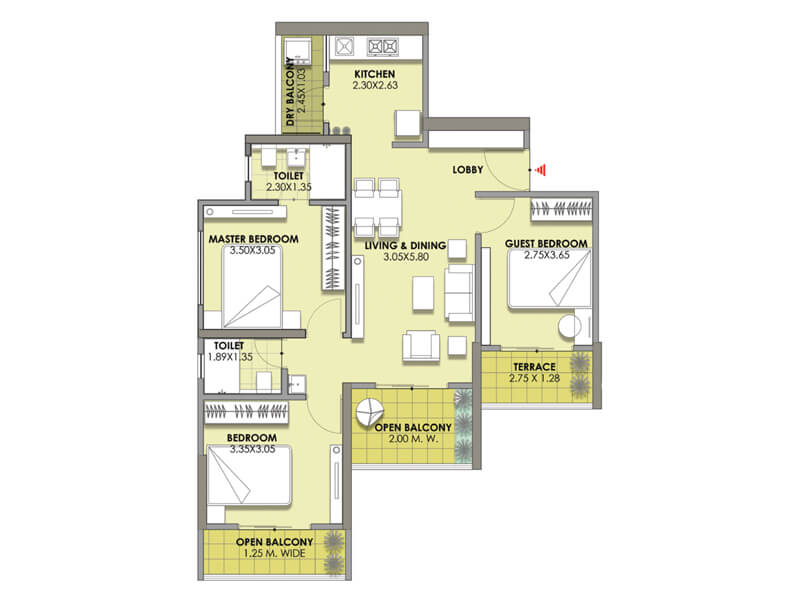 DRY BALCONY
2.45X1.03
KITCHEN
2.30X2.63
LOBBY
TOILET
2.30X1.35
MASTER BEDROOM
3.50X3.05
LIVING & DINING
3.05X5.80
GUEST BEDROOM
2.75X3.65
TOILET
1.89X1.35
TERRACE
2.75 X 1.28
BEDROOM
3.35X3.05
OPEN BALCONY
2.00 M. W.
OPEN BALCONY
1.25 M. WIDE